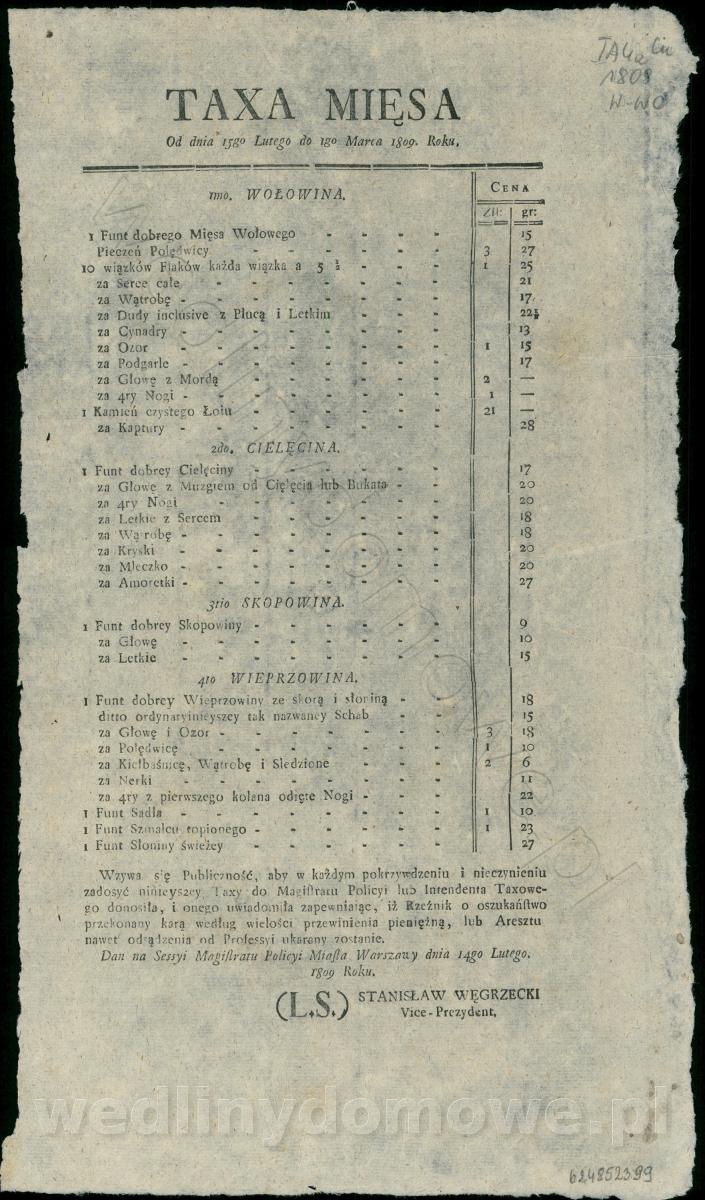 TA4a Cu
1809
W-wo
TAXA MIĘSA
Od dnia 15go Lutego do 1go Marca 1809. Roku.
CENA
Zll: gr:
1mo. WOŁOWINA.
1 Funt dobrego Mięsa Wołowego - - - - 15
Pieczeń Polędwicy - - - - - - 3 27
10 wiązków Flaków każda wiązka a 5 ½ - - - - 1 25
za Serce całe - - - - - - - 21
za Wątrobę - - - - - - - - 17.
za Dudy inclusive z Płucą i Letkim - - - 22½
za Cynadry - - - - - - - - 13
za Ozor - - - - - - - - 1 15
za Podgarle - - - - - - - - 17
za Głowę z Mordą - - - - - - 2 —
za 4ry Nogi - - - - - - - - 1 —
1 Kamień czystego Łoiu - - - - - - 21 —
za Kaptury - - - - - - - - 28
2do. CIELĘCINA.
1 Funt dobrey Cielęciny - - - - - - 17
za Głowe z Muzgiem od Cięlęcia lub Bukata - - 20
za 4ry Nogi - - - - - - - 20
za Letkie z Sercem - - - - - - 18
za Wątrobę - - - - - - - - 18
za Kryski - - - - - - - - 20
za Mleczko - - - - - - - - 20
za Amoretki - - - - - - - - 27
3tio SKOPOWINA.
1 Funt dobrey Skopowiny - - - - - - 9
za Głowę - - - - - - - - 10
za Letkie - - - - - - - - 15
4to WIEPRZOWINA.
1 Funt dobrey Wieprzowiny ze skorą i słoniną - - 18
ditto ordynaryinieyszey tak nazwaney Schab - - 15
za Głowę i Ozor - - - - - - - 3 18
za Polędwicę - - - - - - - 1 10
za Kiełbaśnicę, Wątrobę i Sledzione - - - - 2 6
za Nerki - - - - - - - - 11
za 4ry z pierwszego kolana odięte Nogi - - - 22
1 Funt Sadła - - - - - - - - 1 10
1 Funt Szmalcu topionego - - - - - - 1 23
1 Funt Słoniny świeżey - - - - - - 27
Wzywa się Publiczność, aby w każdym pokrzywdzeniu i nieczynieniu
zadosyć ninieyszey Taxy do Magistratu Policyi lub Intendenta Taxowe-
go donosiła, i onego uwiadomiła zapewniaiąc, iż Rzeźnik o oszukaństwo
przekonany karą według wielości przewinienia pieniężną, lub Aresztu
nawet odsądzenia od Professyi ukarany zostanie.
Dan na Sessyi Magistratu Policyi Miasta Warszawy dnia 14go Lutego.
1809 Roku.
(L.S.) STANISŁAW WĘGRZECKI
Vice-Prezydent.
wedlinydomowe.pl
624852399